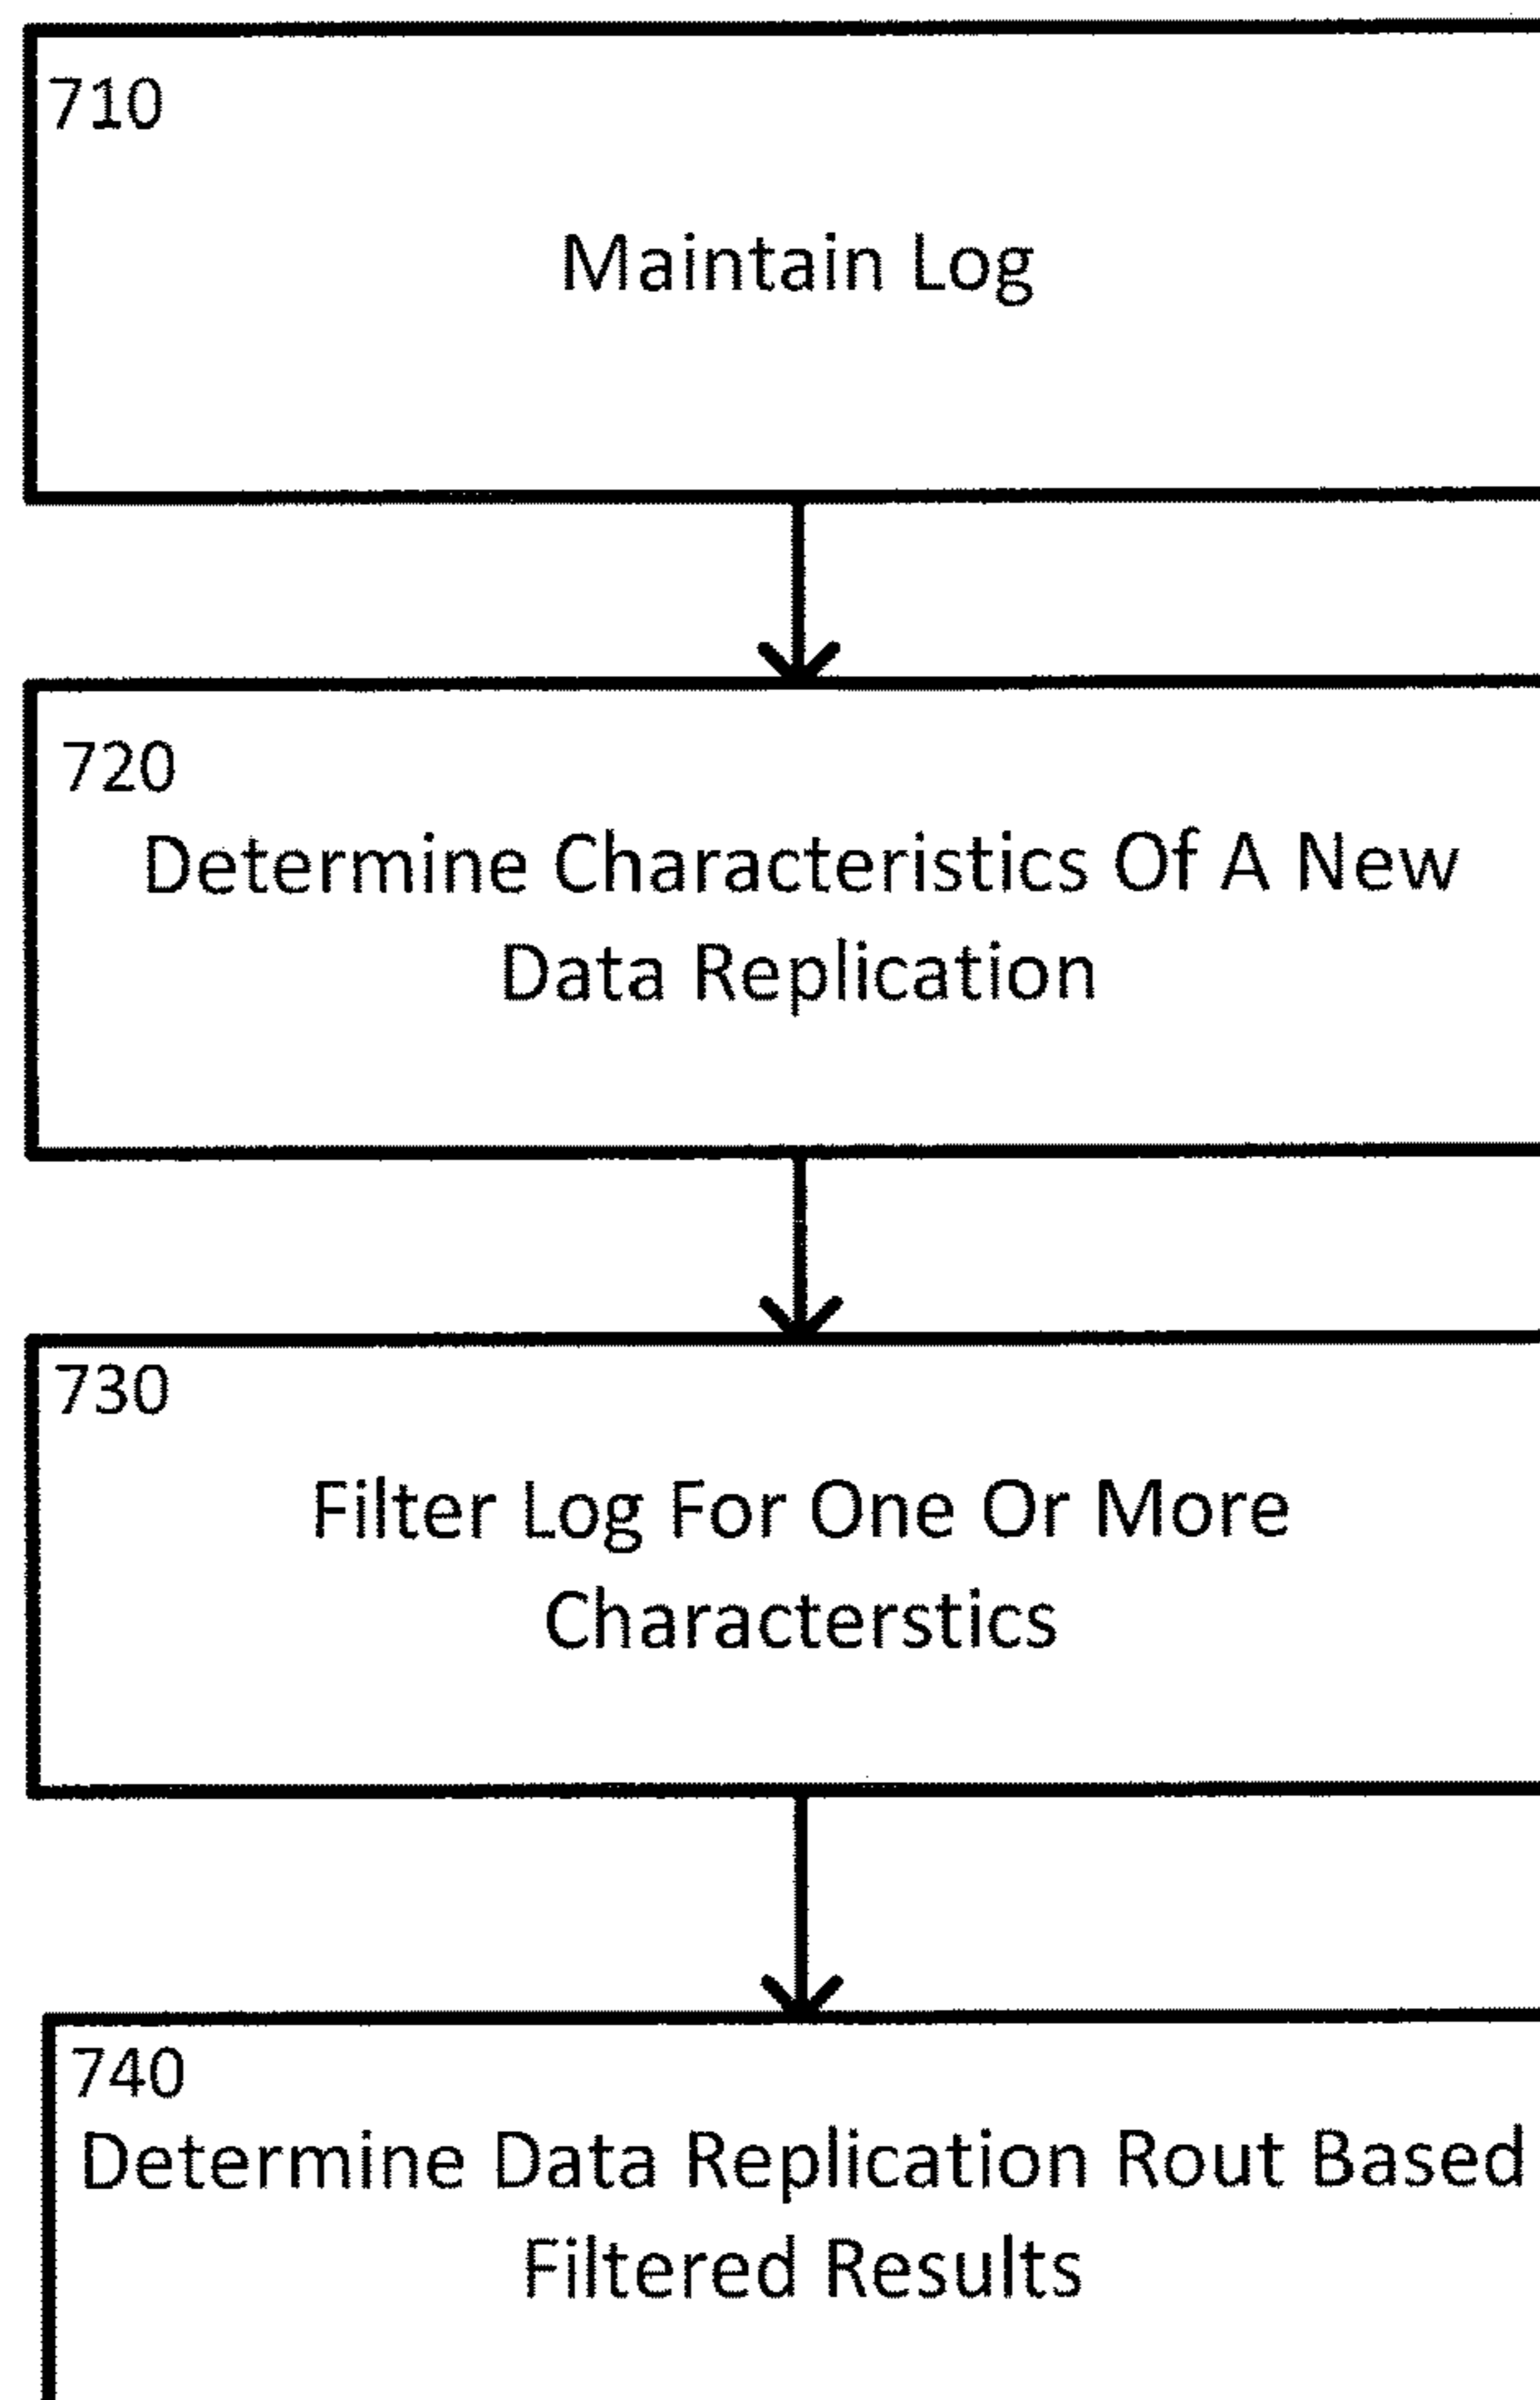 710
Maintain Log
720
Determine Characteristics Of A New
Data Replication
730
Filter Log For One Or More
Characterstics
740
Determine Data Replication Rout Based
Filtered Results